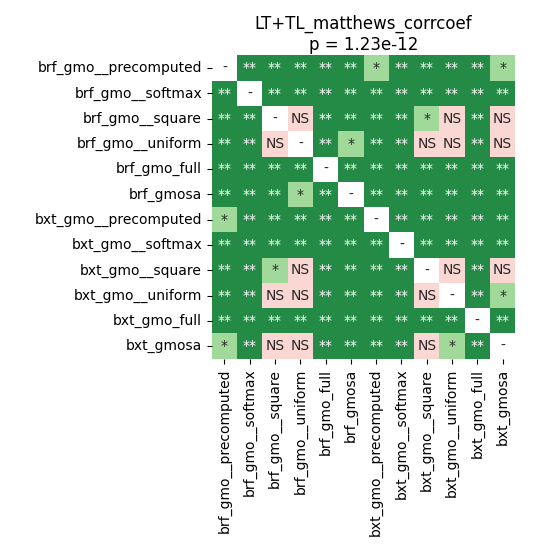 LT+TL_matthews_corrcoef
p = 1.23e-12
brf_gmo__precomputed - ** ** ** ** ** * ** ** ** ** *
brf_gmo__softmax ** - ** ** ** ** ** ** ** ** ** **
brf_gmo__square ** ** - NS ** ** ** ** * NS ** NS
brf_gmo__uniform ** ** NS - ** * ** ** NS NS ** NS
brf_gmo_full ** ** ** ** - ** ** ** ** ** ** **
brf_gmosa ** ** ** * ** - ** ** ** ** ** **
bxt_gmo__precomputed * ** ** ** ** ** - ** ** ** ** **
bxt_gmo__softmax ** ** ** ** ** ** ** - ** ** ** **
bxt_gmo__square ** ** * NS ** ** ** ** - NS ** NS
bxt_gmo__uniform ** ** NS NS ** ** ** ** NS - ** *
bxt_gmo_full ** ** ** ** ** ** ** ** ** ** - **
bxt_gmosa * ** NS NS ** ** ** ** NS * ** -
brf_gmo__precomputed
brf_gmo__softmax
brf_gmo__square
brf_gmo__uniform
brf_gmo_full
brf_gmosa
bxt_gmo__precomputed
bxt_gmo__softmax
bxt_gmo__square
bxt_gmo__uniform
bxt_gmo_full
bxt_gmosa